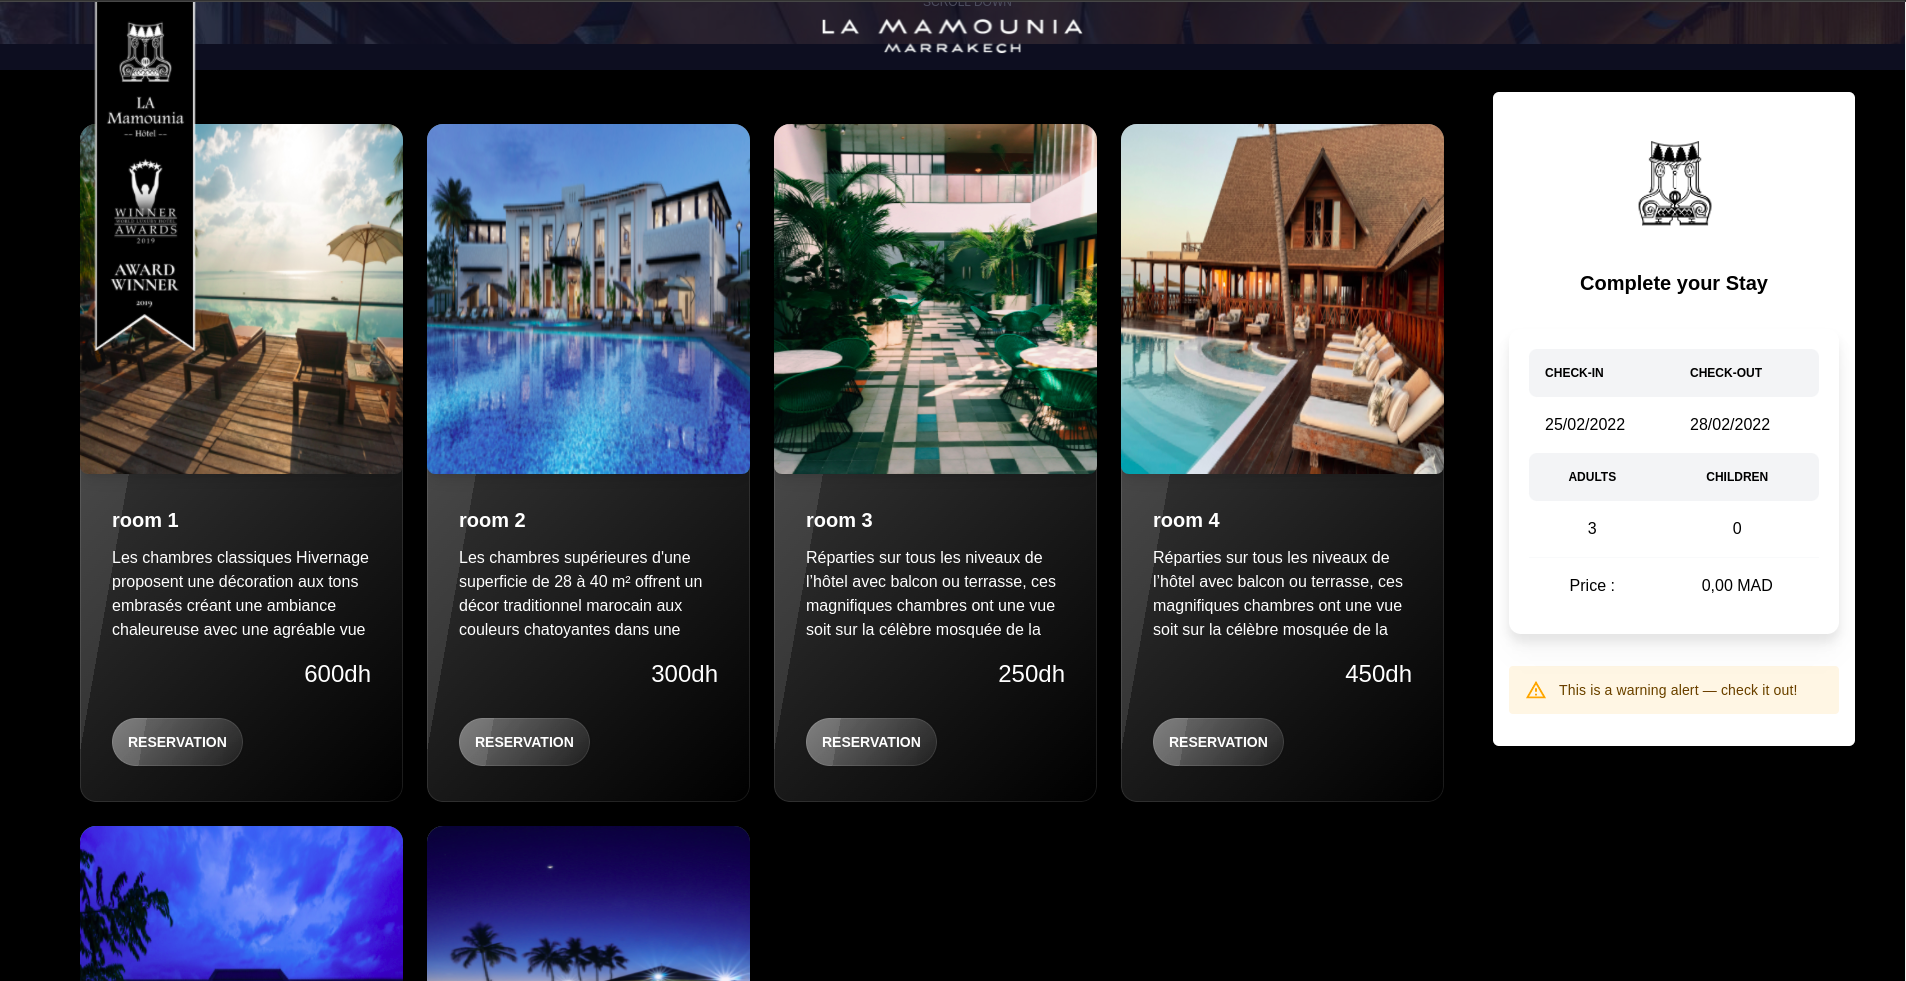 SCROLL DOWN
LA MAMOUNIA
MARRAKECH
LA
Mamounia
-- Hôtel --
WINNER
WORLD LUXURY HOTEL
AWARDS
2019
AWARD
WINNER
2019
room 1
Les chambres classiques Hivernage
proposent une décoration aux tons
embrasés créant une ambiance
chaleureuse avec une agréable vue
600dh
RESERVATION
room 2
Les chambres supérieures d'une
superficie de 28 à 40 m² offrent un
décor traditionnel marocain aux
couleurs chatoyantes dans une
300dh
RESERVATION
room 3
Réparties sur tous les niveaux de
l'hôtel avec balcon ou terrasse, ces
magnifiques chambres ont une vue
soit sur la célèbre mosquée de la
250dh
RESERVATION
room 4
Réparties sur tous les niveaux de
l'hôtel avec balcon ou terrasse, ces
magnifiques chambres ont une vue
soit sur la célèbre mosquée de la
450dh
RESERVATION
Complete your Stay
CHECK-IN CHECK-OUT
25/02/2022 28/02/2022
ADULTS CHILDREN
3 0
Price : 0,00 MAD
This is a warning alert — check it out!